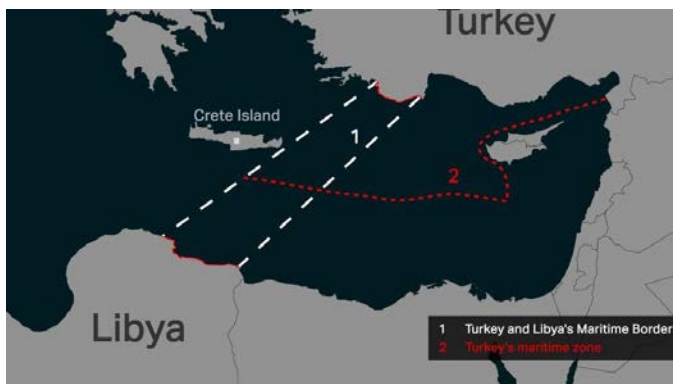 Turkey
Crete Island
1
2
Libya
1 Turkey and Libya's Maritime Border
2 Turkey's maritime zone